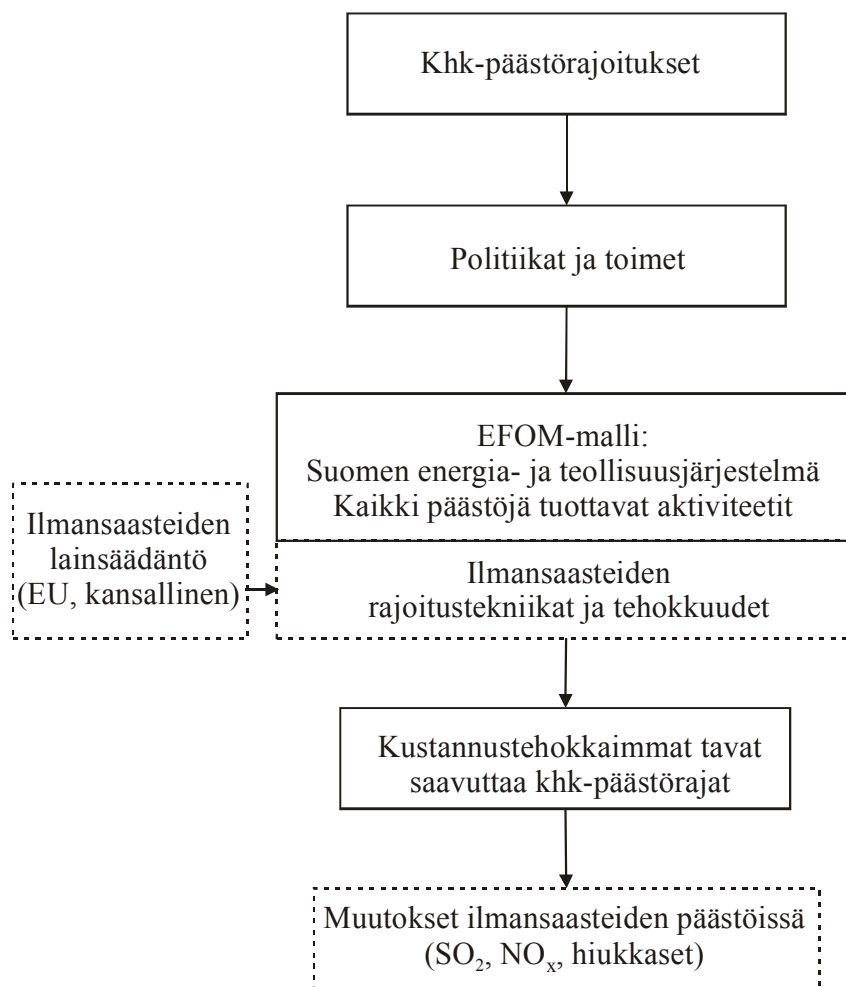 Khk-päästörajoitukset
Politiikat ja toimet
EFOM-malli:
Suomen energia- ja teollisuusjärjestelmä
Kaikki päästöjä tuottavat aktiviteetit
Ilmansaasteiden
lainsäädäntö
(EU, kansallinen)
Ilmansaasteiden
rajoitustekniikat ja tehokkuudet
Kustannustehokkaimmat tavat
saavuttaa khk-päästörajat
Muutokset ilmansaasteiden päästöissä
(SO₂, NOₓ, hiukkaset)